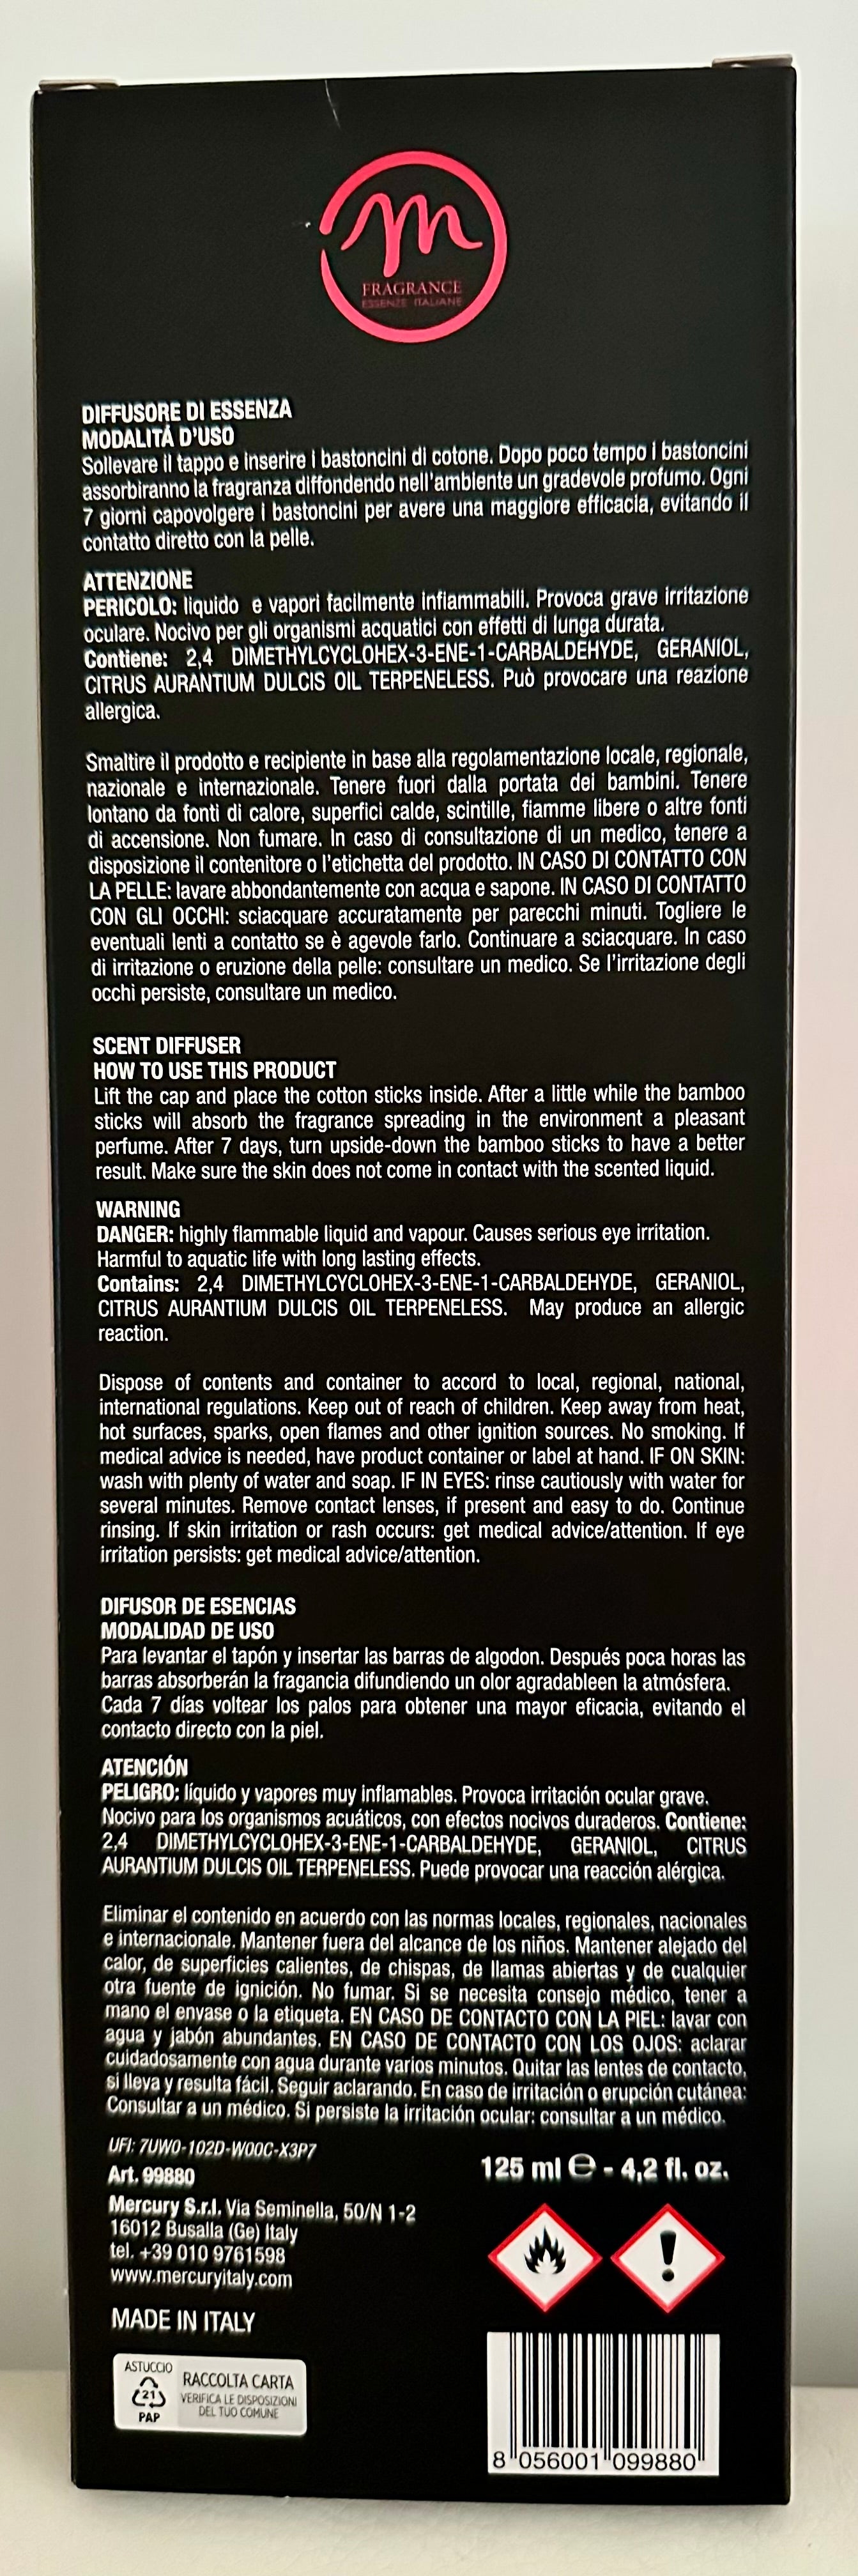 m
FRAGRANCE
ESSENZE ITALIANE
DIFFUSORE DI ESSENZA
MODALITÁ D'USO
Sollevare il tappo e inserire i bastoncini di cotone. Dopo poco tempo i bastoncini
assorbiranno la fragranza diffondendo nell'ambiente un gradevole profumo. Ogni
7 giorni capovolgere i bastoncini per avere una maggiore efficacia, evitando il
contatto diretto con la pelle.
ATTENZIONE
PERICOLO: liquido e vapori facilmente infiammabili. Provoca grave irritazione
oculare. Nocivo per gli organismi acquatici con effetti di lunga durata.
Contiene: 2,4 DIMETHYLCYCLOHEX-3-ENE-1-CARBALDEHYDE, GERANIOL,
CITRUS AURANTIUM DULCIS OIL TERPENELESS. Può provocare una reazione
allergica.
Smaltire il prodotto e recipiente in base alla regolamentazione locale, regionale,
nazionale e internazionale. Tenere fuori dalla portata dei bambini. Tenere
lontano da fonti di calore, superfici calde, scintille, fiamme libere o altre fonti
di accensione. Non fumare. In caso di consultazione di un medico, tenere a
disposizione il contenitore o l'etichetta del prodotto. IN CASO DI CONTATTO CON
LA PELLE: lavare abbondantemente con acqua e sapone. IN CASO DI CONTATTO
CON GLI OCCHI: sciacquare accuratamente per parecchi minuti. Togliere le
eventuali lenti a contatto se è agevole farlo. Continuare a sciacquare. In caso
di irritazione o eruzione della pelle: consultare un medico. Se l'irritazione degli
occhi persiste, consultare un medico.
SCENT DIFFUSER
HOW TO USE THIS PRODUCT
Lift the cap and place the cotton sticks inside. After a little while the bamboo
sticks will absorb the fragrance spreading in the environment a pleasant
perfume. After 7 days, turn upside-down the bamboo sticks to have a better
result. Make sure the skin does not come in contact with the scented liquid.
WARNING
DANGER: highly flammable liquid and vapour. Causes serious eye irritation.
Harmful to aquatic life with long lasting effects.
Contains: 2,4 DIMETHYLCYCLOHEX-3-ENE-1-CARBALDEHYDE, GERANIOL,
CITRUS AURANTIUM DULCIS OIL TERPENELESS. May produce an allergic
reaction.
Dispose of contents and container to accord to local, regional, national,
international regulations. Keep out of reach of children. Keep away from heat,
hot surfaces, sparks, open flames and other ignition sources. No smoking. If
medical advice is needed, have product container or label at hand. IF ON SKIN:
wash with plenty of water and soap. IF IN EYES: rinse cautiously with water for
several minutes. Remove contact lenses, if present and easy to do. Continue
rinsing. If skin irritation or rash occurs: get medical advice/attention. If eye
irritation persists: get medical advice/attention.
DIFUSOR DE ESENCIAS
MODALIDAD DE USO
Para levantar el tapón y insertar las barras de algodon. Después poca horas las
barras absorberán la fragancia difundiendo un olor agradableen la atmósfera.
Cada 7 días voltear los palos para obtener una mayor eficacia, evitando el
contacto directo con la piel.
ATENCIÓN
PELIGRO: líquido y vapores muy inflamables. Provoca irritación ocular grave.
Nocivo para los organismos acuáticos, con efectos nocivos duraderos. Contiene:
2,4 DIMETHYLCYCLOHEX-3-ENE-1-CARBALDEHYDE, GERANIOL, CITRUS
AURANTIUM DULCIS OIL TERPENELESS. Puede provocar una reacción alérgica.
Eliminar el contenido en acuerdo con las normas locales, regionales, nacionales
e internacionale. Mantener fuera del alcance de los niños. Mantener alejado del
calor, de superficies calientes, de chispas, de llamas abiertas y de cualquier
otra fuente de ignición. No fumar. Si se necesita consejo médico, tener a
mano el envase o la etiqueta. EN CASO DE CONTACTO CON LA PIEL: lavar con
agua y jabón abundantes. EN CASO DE CONTACTO CON LOS OJOS: aclarar
cuidadosamente con agua durante varios minutos. Quitar las lentes de contacto,
si lleva y resulta fácil. Seguir aclarando. En caso de irritación o erupción cutánea:
Consultar a un médico. Si persiste la irritación ocular: consultar a un médico.
UFI: 7UW0-102D-W00C-X3P7
Art. 99880
125 ml ℮ - 4,2 fl. oz.
Mercury S.r.l. Via Seminella, 50/N 1-2
16012 Busalla (Ge) Italy
tel. +39 010 9761598
www.mercuryitaly.com
MADE IN ITALY
ASTUCCIO
21
PAP
RACCOLTA CARTA
VERIFICA LE DISPOSIZIONI
DEL TUO COMUNE
8 056001 099880